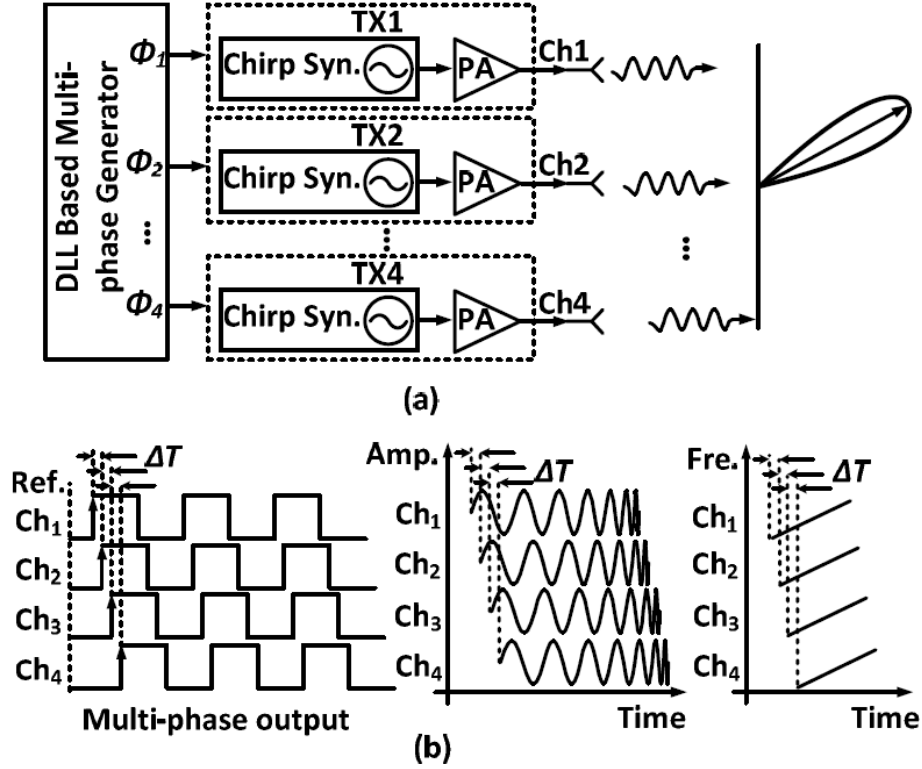 DLL Based Multi-
phase Generator
Φ1
Φ2
Φ4
TX1
Chirp Syn.
PA
Ch1
TX2
Chirp Syn.
PA
Ch2
TX4
Chirp Syn.
PA
Ch4
(a)
Ref.
ΔT
Ch1
Ch2
Ch3
Ch4
Multi-phase output
Amp.
ΔT
Ch1
Ch2
Ch3
Ch4
Time
Fre.
ΔT
Ch1
Ch2
Ch3
Ch4
Time
(b)